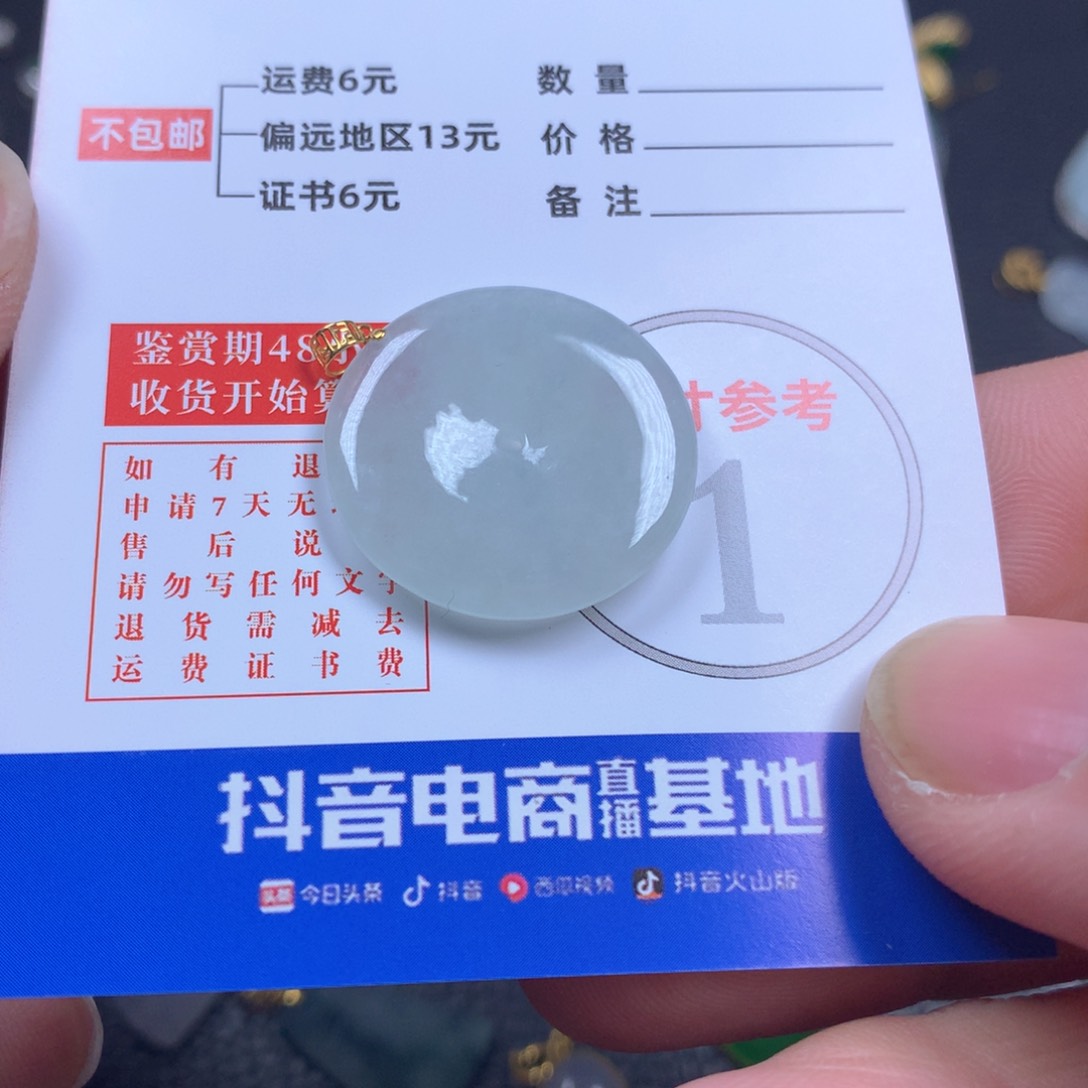 不包邮
运费6元
偏远地区13元
证书6元
数量
价格
备注
鉴赏期48
收货开始
寸参考
1
如有退
申请7天无
售后说
请勿写任何文字
退货需减去
运费证书费
抖音电商直播基地
头条 今日头条 抖音 西瓜视频 抖音火山版